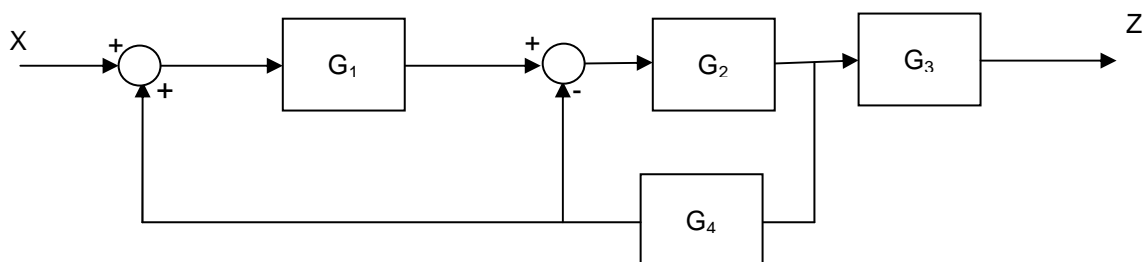 X
Z
+
+
G₁
+
-
G₂
G₃
G₄